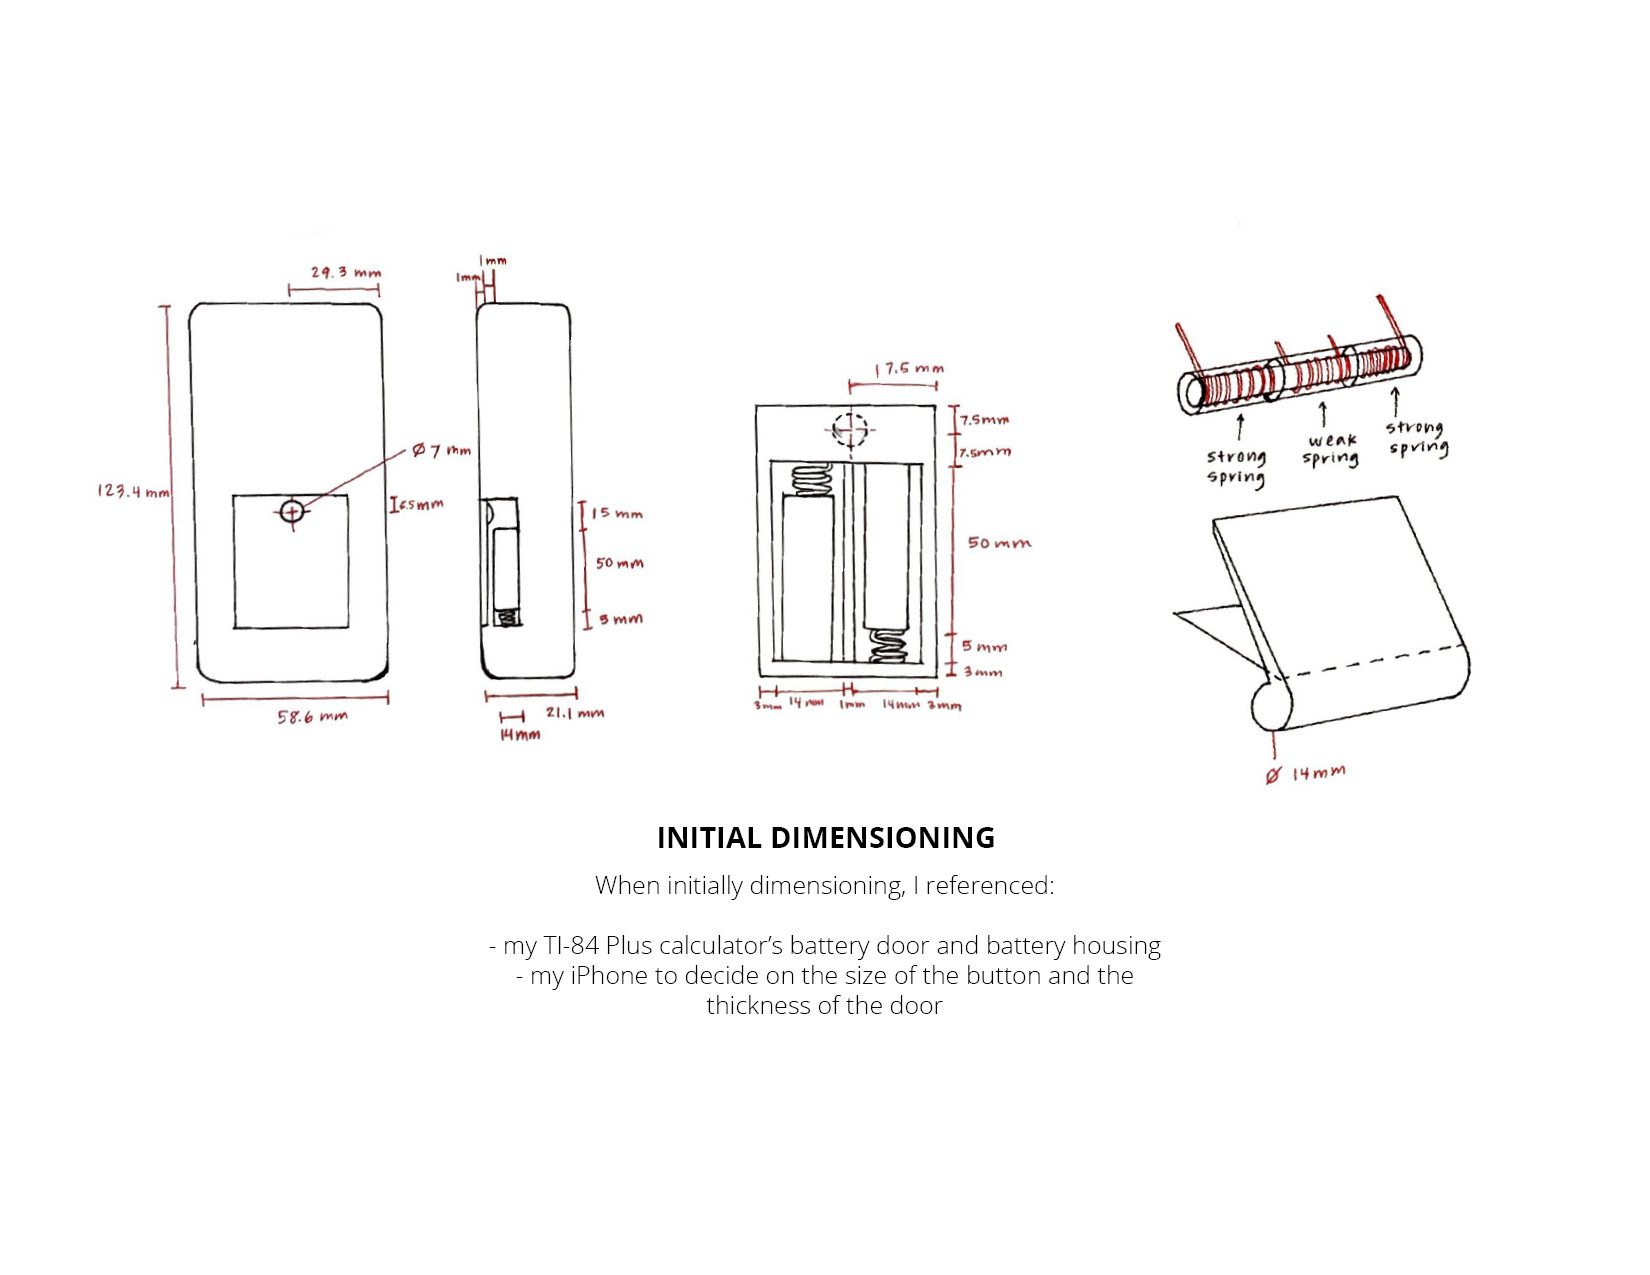 29.3 mm
1mm
1mm
Ø 7 mm
123.4 mm
6.5mm
15 mm
50 mm
5 mm
58.6 mm
21.1 mm
14mm
17.5 mm
7.5mm
7.5mm
50 mm
5 mm
3mm
3mm 14 mm 1mm 14mm 3mm
strong
spring
weak
spring
strong
spring
Ø 14mm
INITIAL DIMENSIONING
When initially dimensioning, I referenced:
- my TI-84 Plus calculator’s battery door and battery housing
- my iPhone to decide on the size of the button and the
thickness of the door